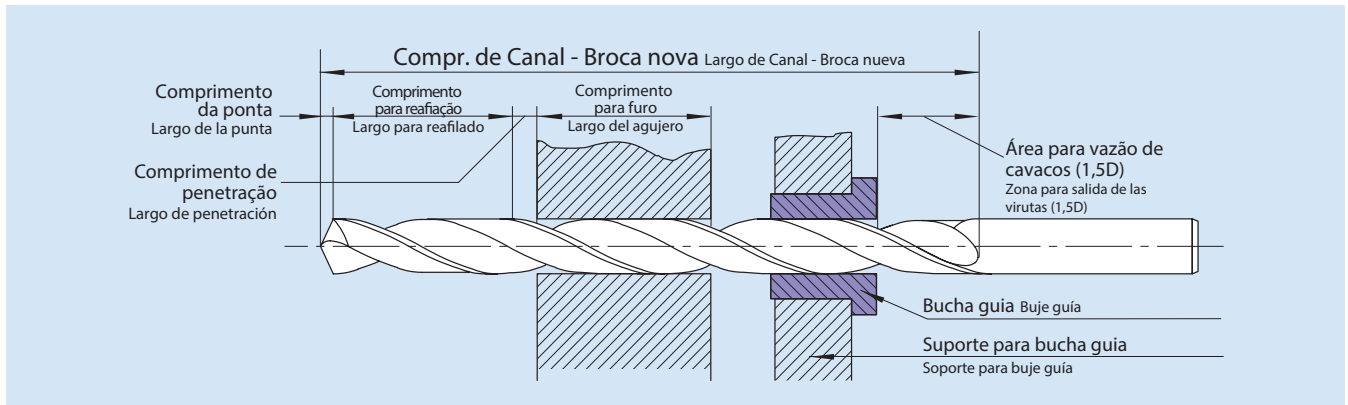 Compr. de Canal - Broca nova Largo de Canal - Broca nueva
Comprimento
da ponta
Largo de la punta
Comprimento
para reafiação
Largo para reafilado
Comprimento
para furo
Largo del agujero
Área para vazão de
cavacos (1,5D)
Zona para salida de las
virutas (1,5D)
Comprimento de
penetração
Largo de penetración
Bucha guia Buje guía
Suporte para bucha guia
Soporte para buje guía